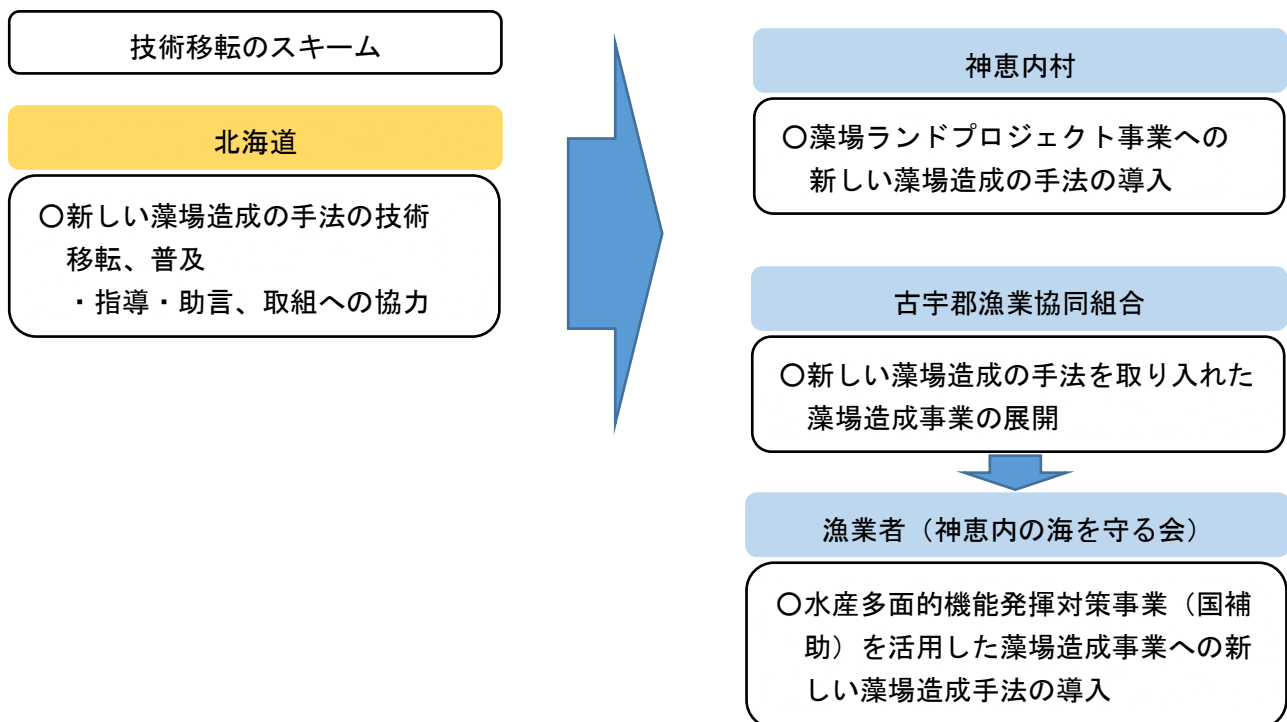 技術移転のスキーム
北海道
〇新しい藻場造成の手法の技術
移転、普及
・指導・助言、取組への協力
神恵内村
〇藻場ランドプロジェクト事業への
新しい藻場造成の手法の導入
古宇郡漁業協同組合
〇新しい藻場造成の手法を取り入れた
藻場造成事業の展開
漁業者（神恵内の海を守る会）
〇水産多面的機能発揮対策事業（国補
助）を活用した藻場造成事業への新
しい藻場造成手法の導入